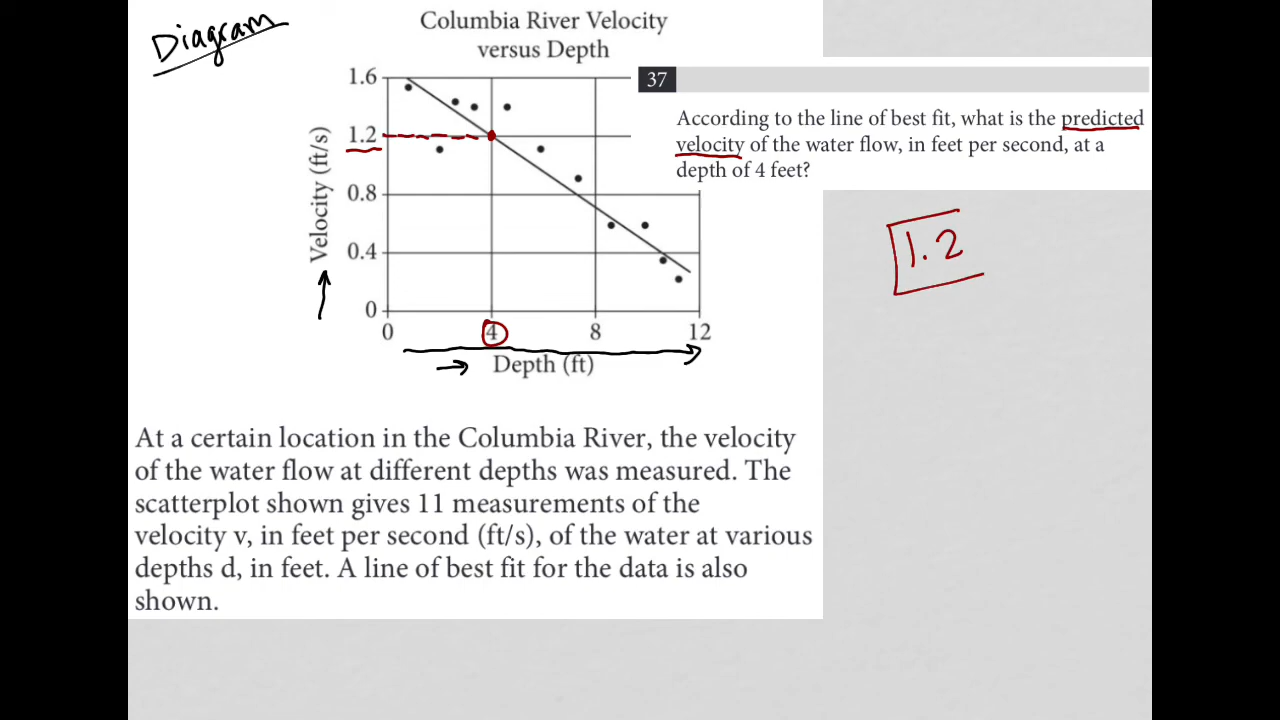 Diagram
Columbia River Velocity
versus Depth
1.6
1.2
0.8
0.4
0
Velocity (ft/s)
0 4 8 12
Depth (ft)
37
According to the line of best fit, what is the predicted
velocity of the water flow, in feet per second, at a
depth of 4 feet?
1.2
At a certain location in the Columbia River, the velocity
of the water flow at different depths was measured. The
scatterplot shown gives 11 measurements of the
velocity v, in feet per second (ft/s), of the water at various
depths d, in feet. A line of best fit for the data is also
shown.